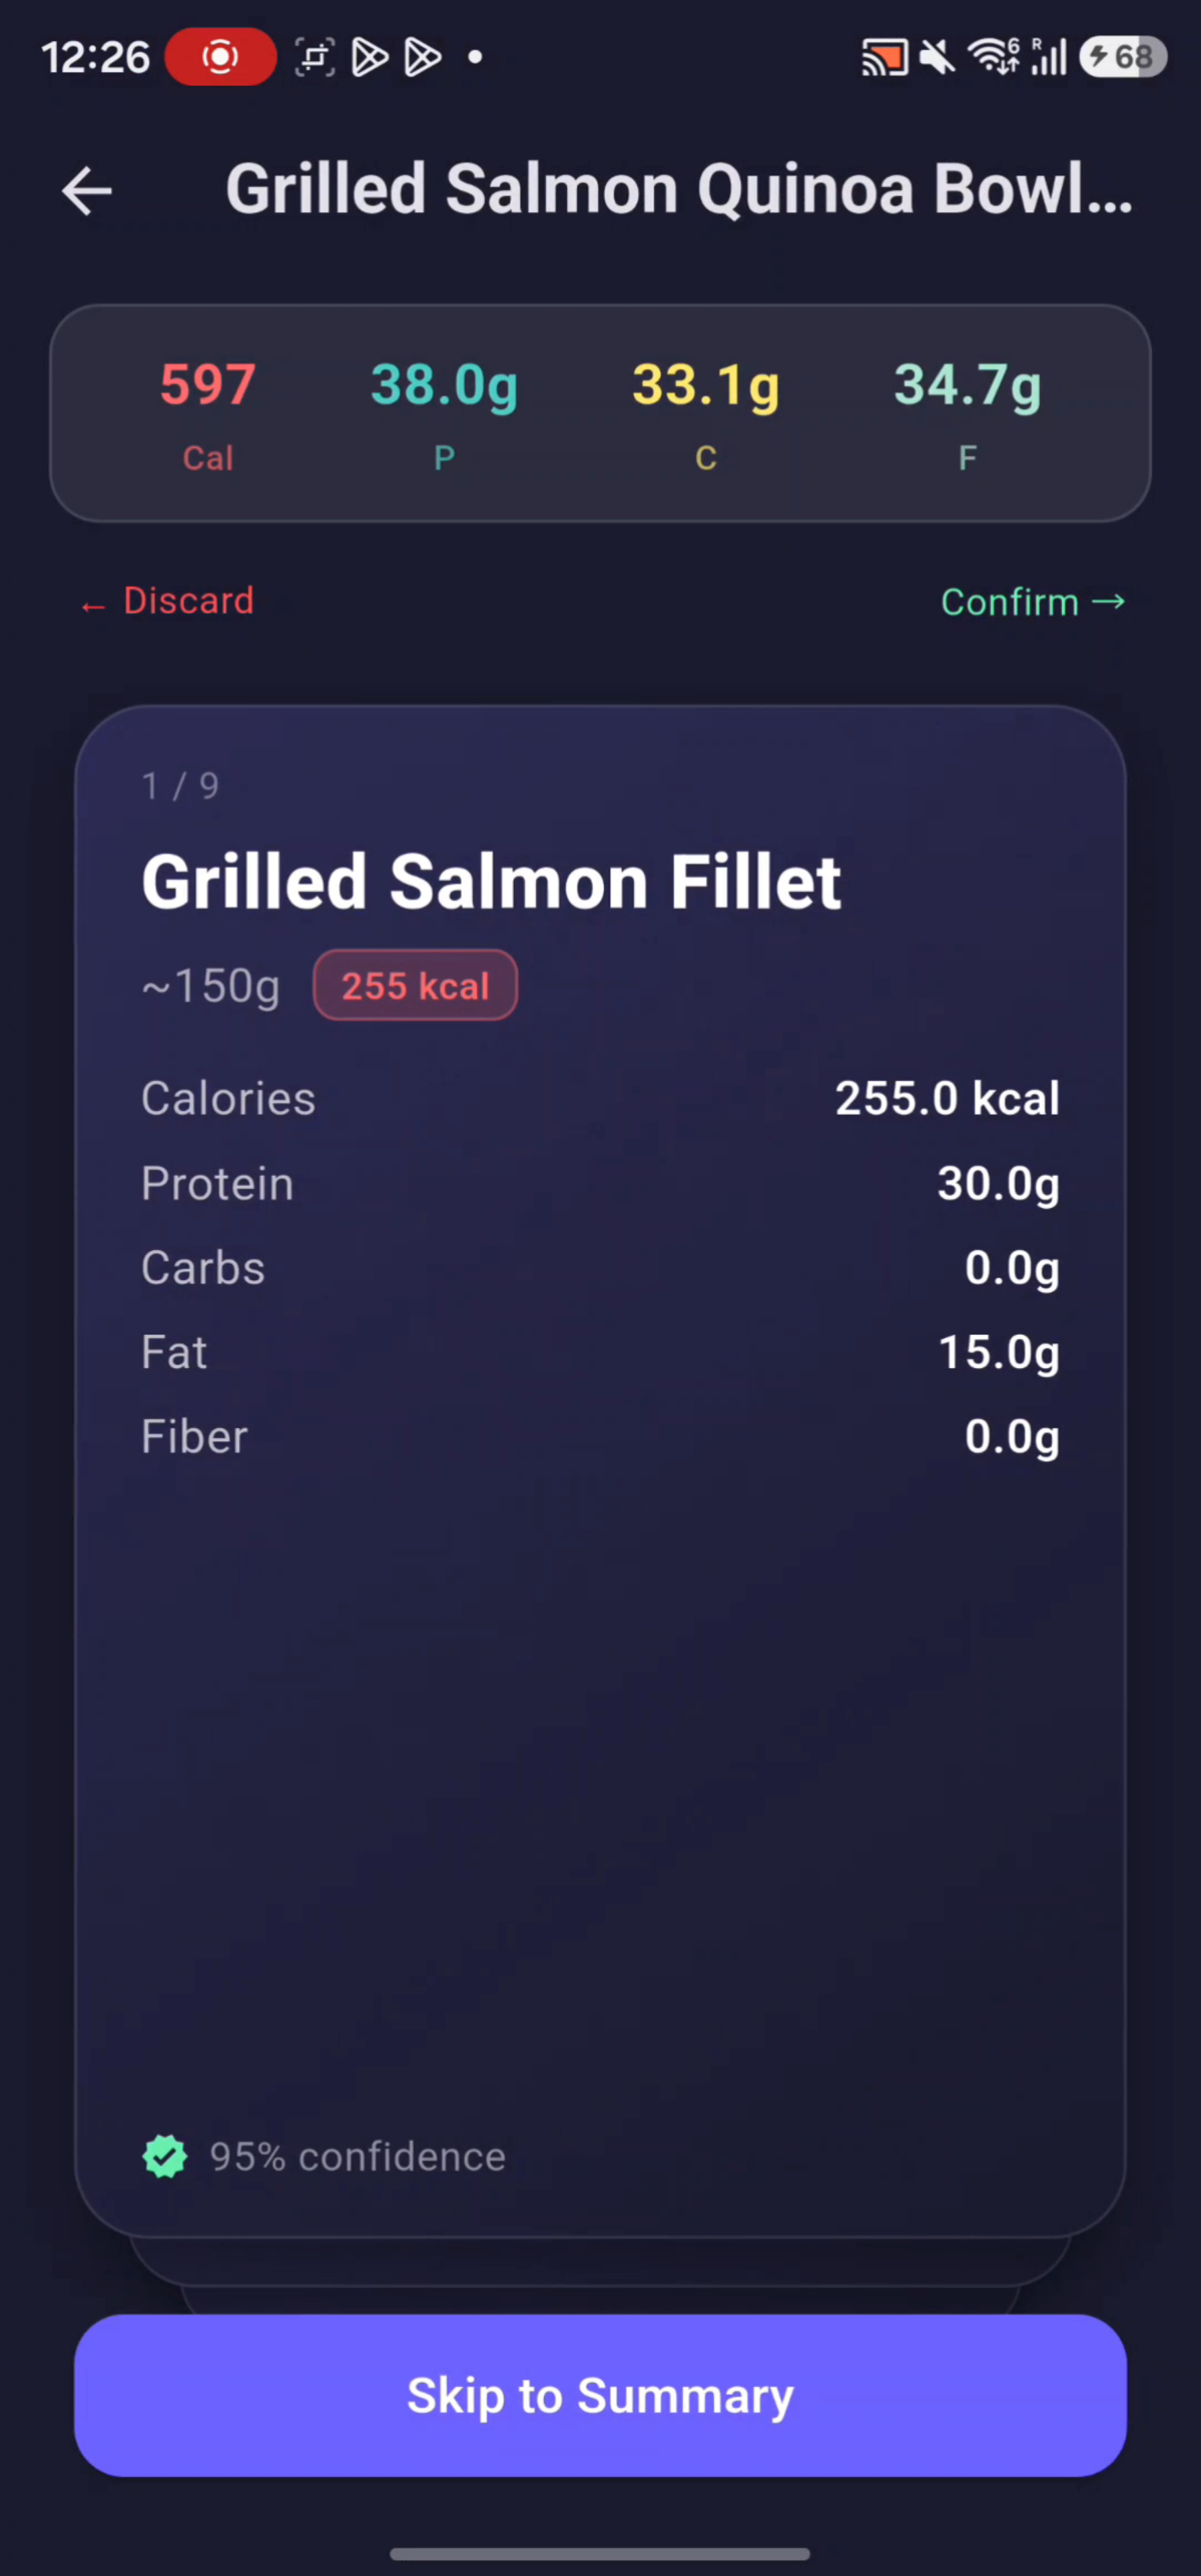 12:26
6 R 68
Grilled Salmon Quinoa Bowl...
597 38.0g 33.1g 34.7g
Cal P C F
← Discard Confirm →
1 / 9
Grilled Salmon Fillet
~150g 255 kcal
Calories 255.0 kcal
Protein 30.0g
Carbs 0.0g
Fat 15.0g
Fiber 0.0g
95% confidence
Skip to Summary